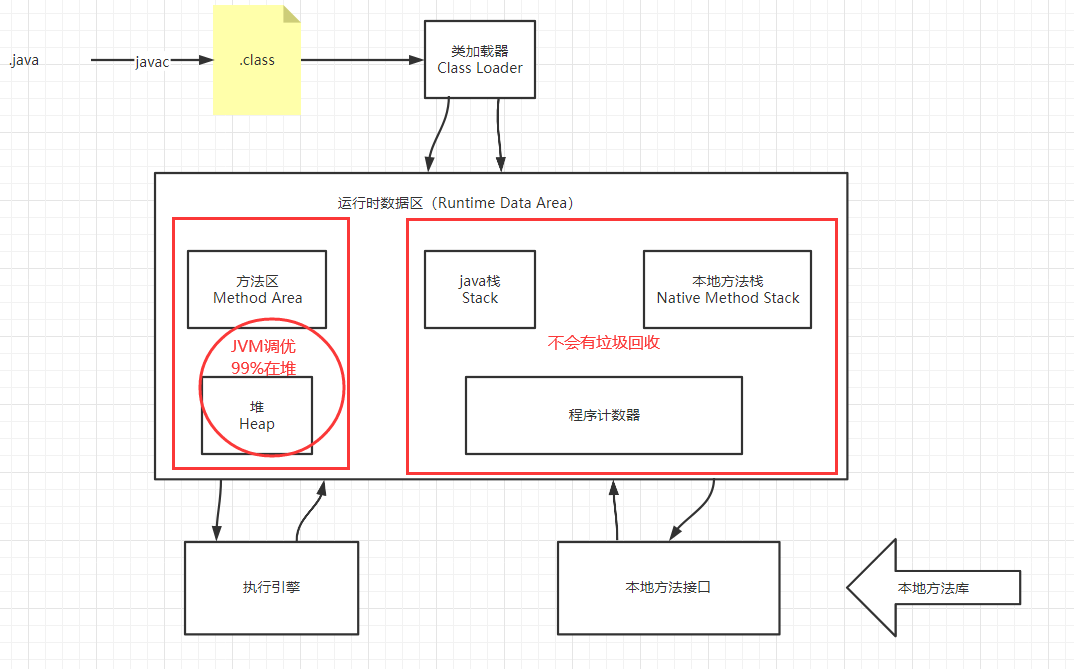 .java
javac
.class
类加载器
Class Loader
运行时数据区（Runtime Data Area）
方法区
Method Area
java栈
Stack
本地方法栈
Native Method Stack
JVM调优
99%在堆
不会有垃圾回收
堆
Heap
程序计数器
执行引擎
本地方法接口
本地方法库